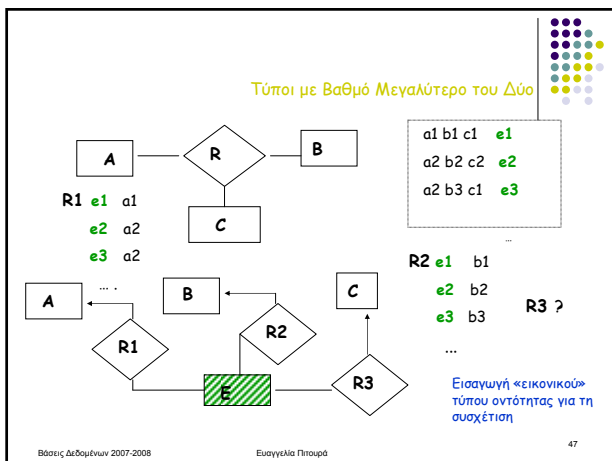 Τύποι με Βαθμό Μεγαλύτερο του Δύο
A
R
B
C
a1 b1 c1 e1
a2 b2 c2 e2
a2 b3 c1 e3
...
R1 e1 a1
e2 a2
e3 a2
... .
R2 e1 b1
e2 b2
e3 b3
...
R3 ?
A
B
C
R1
R2
R3
E
Εισαγωγή «εικονικού»
τύπου οντότητας για τη
συσχέτιση
Βάσεις Δεδομένων 2007-2008
Ευαγγελία Πιτουρά
47